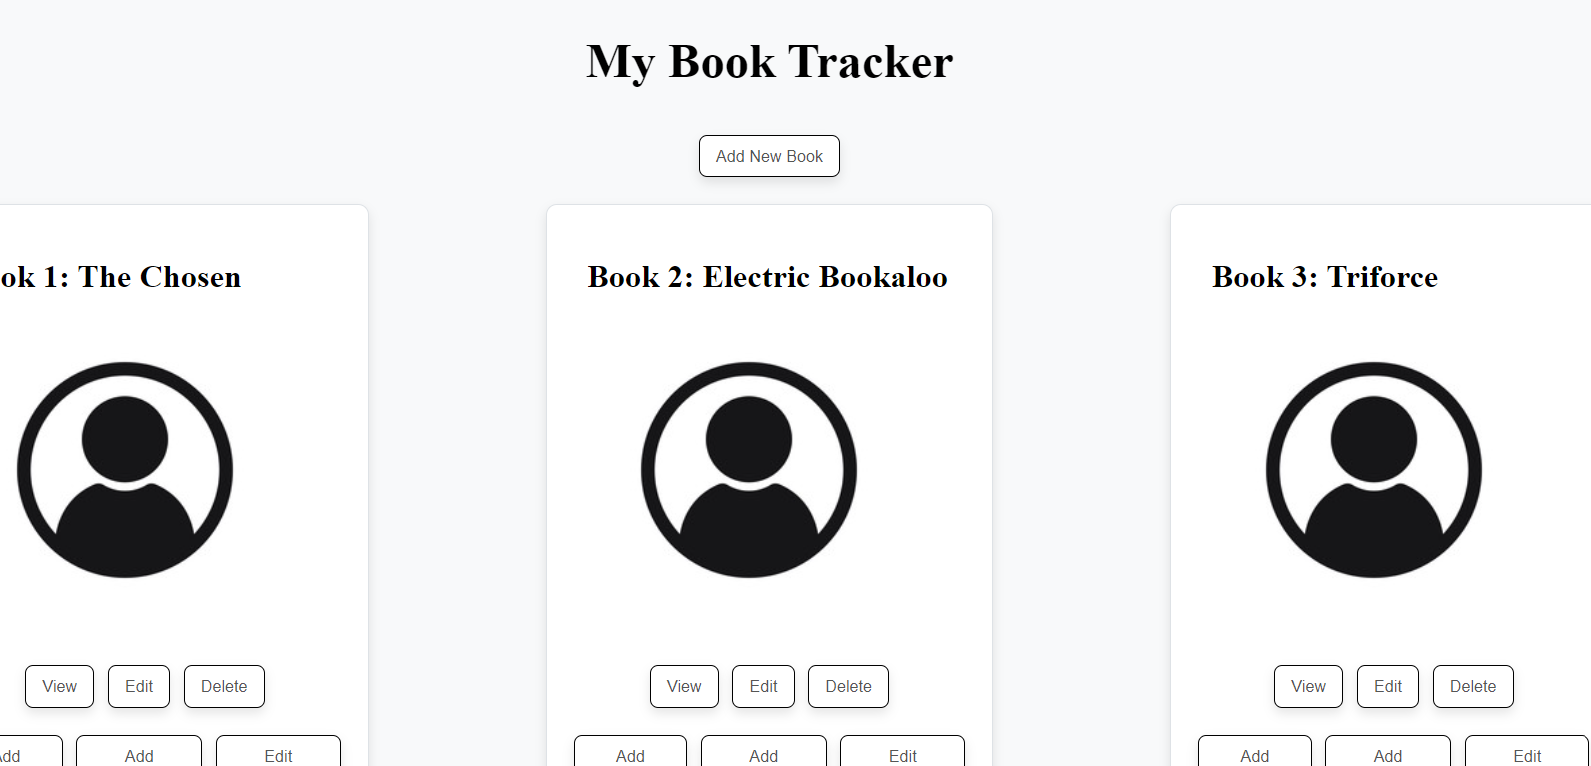 My Book Tracker
Add New Book
ok 1: The Chosen
Book 2: Electric Bookaloo
Book 3: Triforce
View Edit Delete
View Edit Delete
View Edit Delete
dd Add Edit
Add Add Edit
Add Add Edit